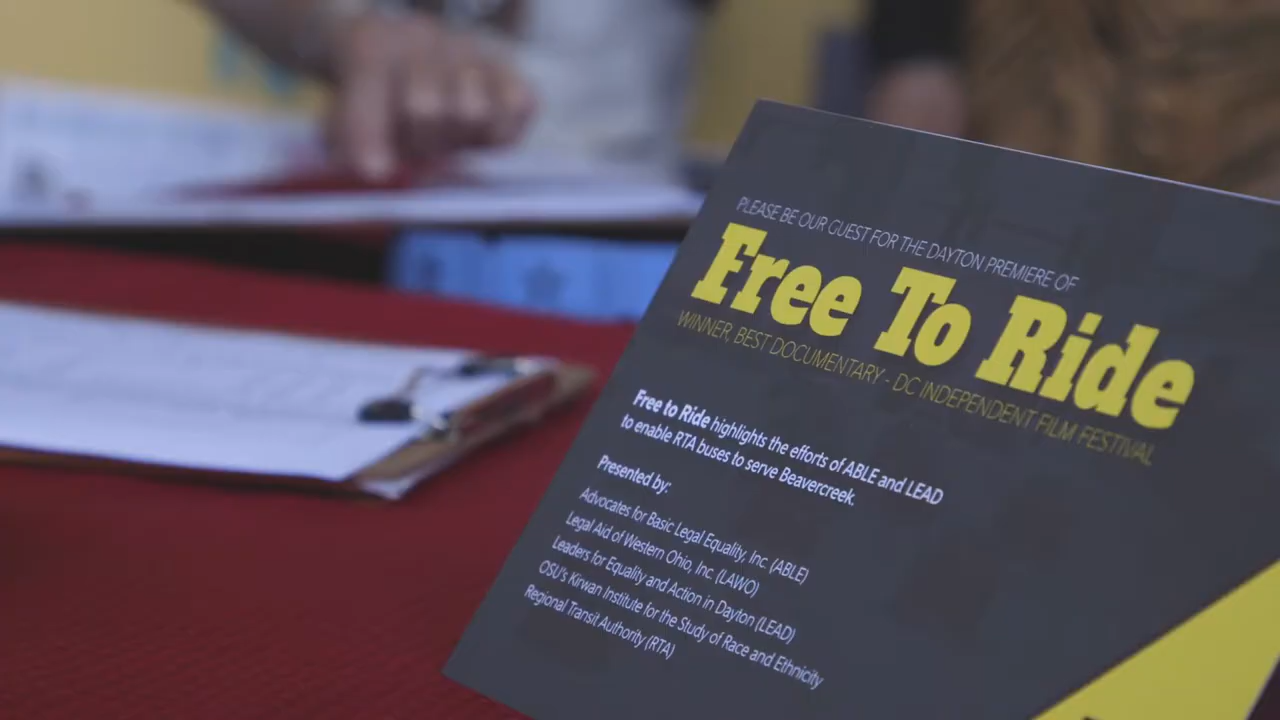 PLEASE BE OUR GUEST FOR THE DAYTON PREMIERE OF
Free To Ride
WINNER, BEST DOCUMENTARY - DC INDEPENDENT FILM FESTIVAL
Free to Ride highlights the efforts of ABLE and LEAD
to enable RTA buses to serve Beavercreek.
Presented by:
Advocates for Basic Legal Equality, Inc (ABLE)
Legal Aid of Western Ohio, Inc. (LAWO)
Leaders for Equality and Action in Dayton (LEAD)
OSU's Kirwan Institute for the Study of Race and Ethnicity
Regional Transit Authority (RTA)